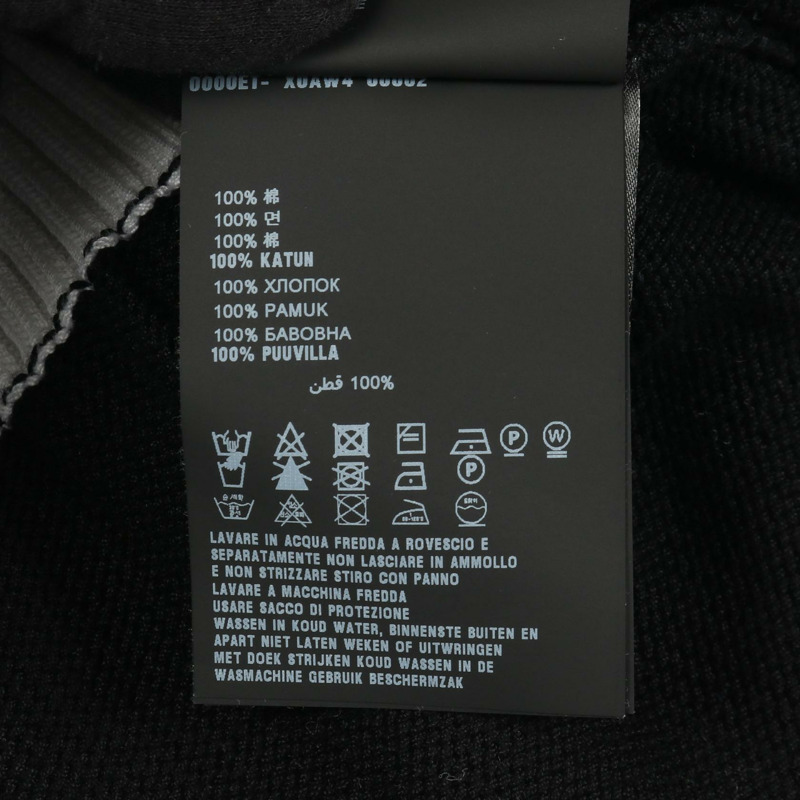 100% 棉
100% 면
100% 棉
100% KATUN
100% ХЛОПОК
100% PAMUK
100% БАВОВНА
100% PUUVILLA
100% قطن
P W
P
손세탁
LAVARE IN ACQUA FREDDA A ROVESCIO E
SEPARATAMENTE NON LASCIARE IN AMMOLLO
E NON STRIZZARE STIRO CON PANNO
LAVARE A MACCHINA FREDDA
USARE SACCO DI PROTEZIONE
WASSEN IN KOUD WATER, BINNENSTE BUITEN EN
APART NIET LATEN WEKEN OF UITWRINGEN
MET DOEK STRIJKEN KOUD WASSEN IN DE
WASMACHINE GEBRUIK BESCHERMZAK